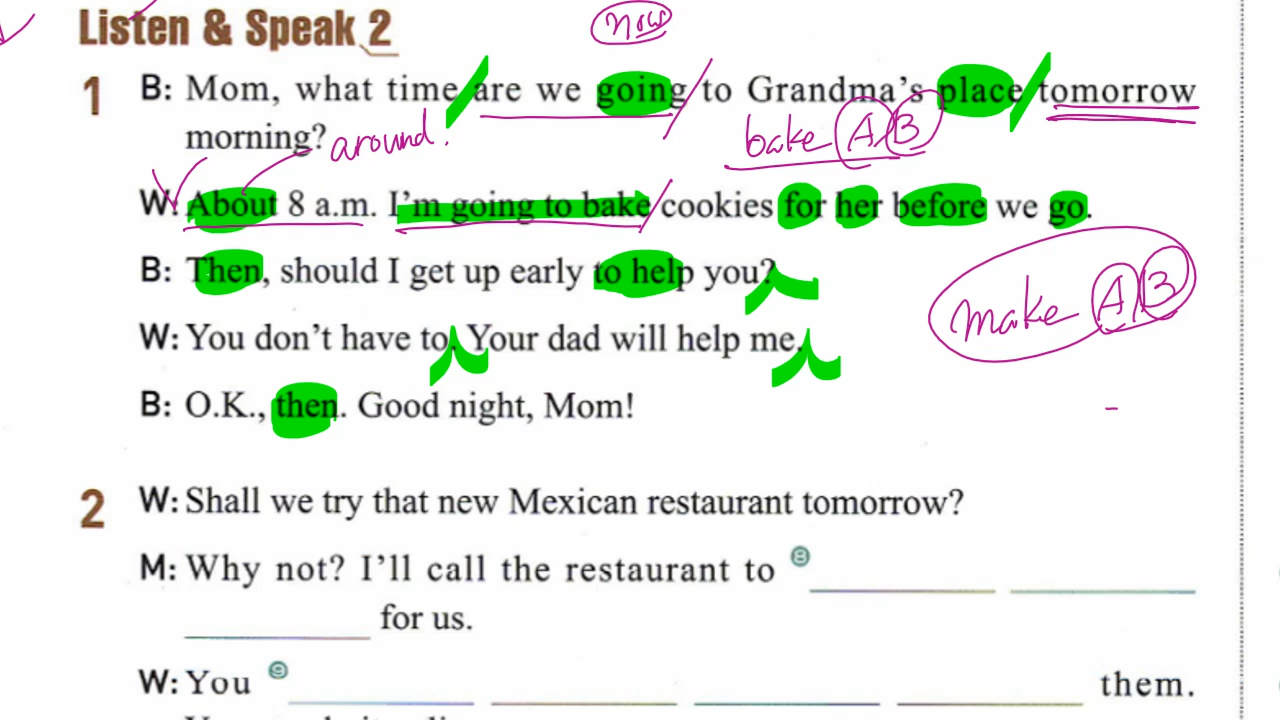 Listen & Speak 2
now
1 B: Mom, what time are we going to Grandma's place tomorrow
morning?
around.
bake A B
W: About 8 a.m. I'm going to bake cookies for her before we go.
B: Then, should I get up early to help you?
make A B
W: You don't have to. Your dad will help me.
B: O.K., then. Good night, Mom!
2 W: Shall we try that new Mexican restaurant tomorrow?
M: Why not? I'll call the restaurant to ⑧
for us.
W: You ⑨ them.